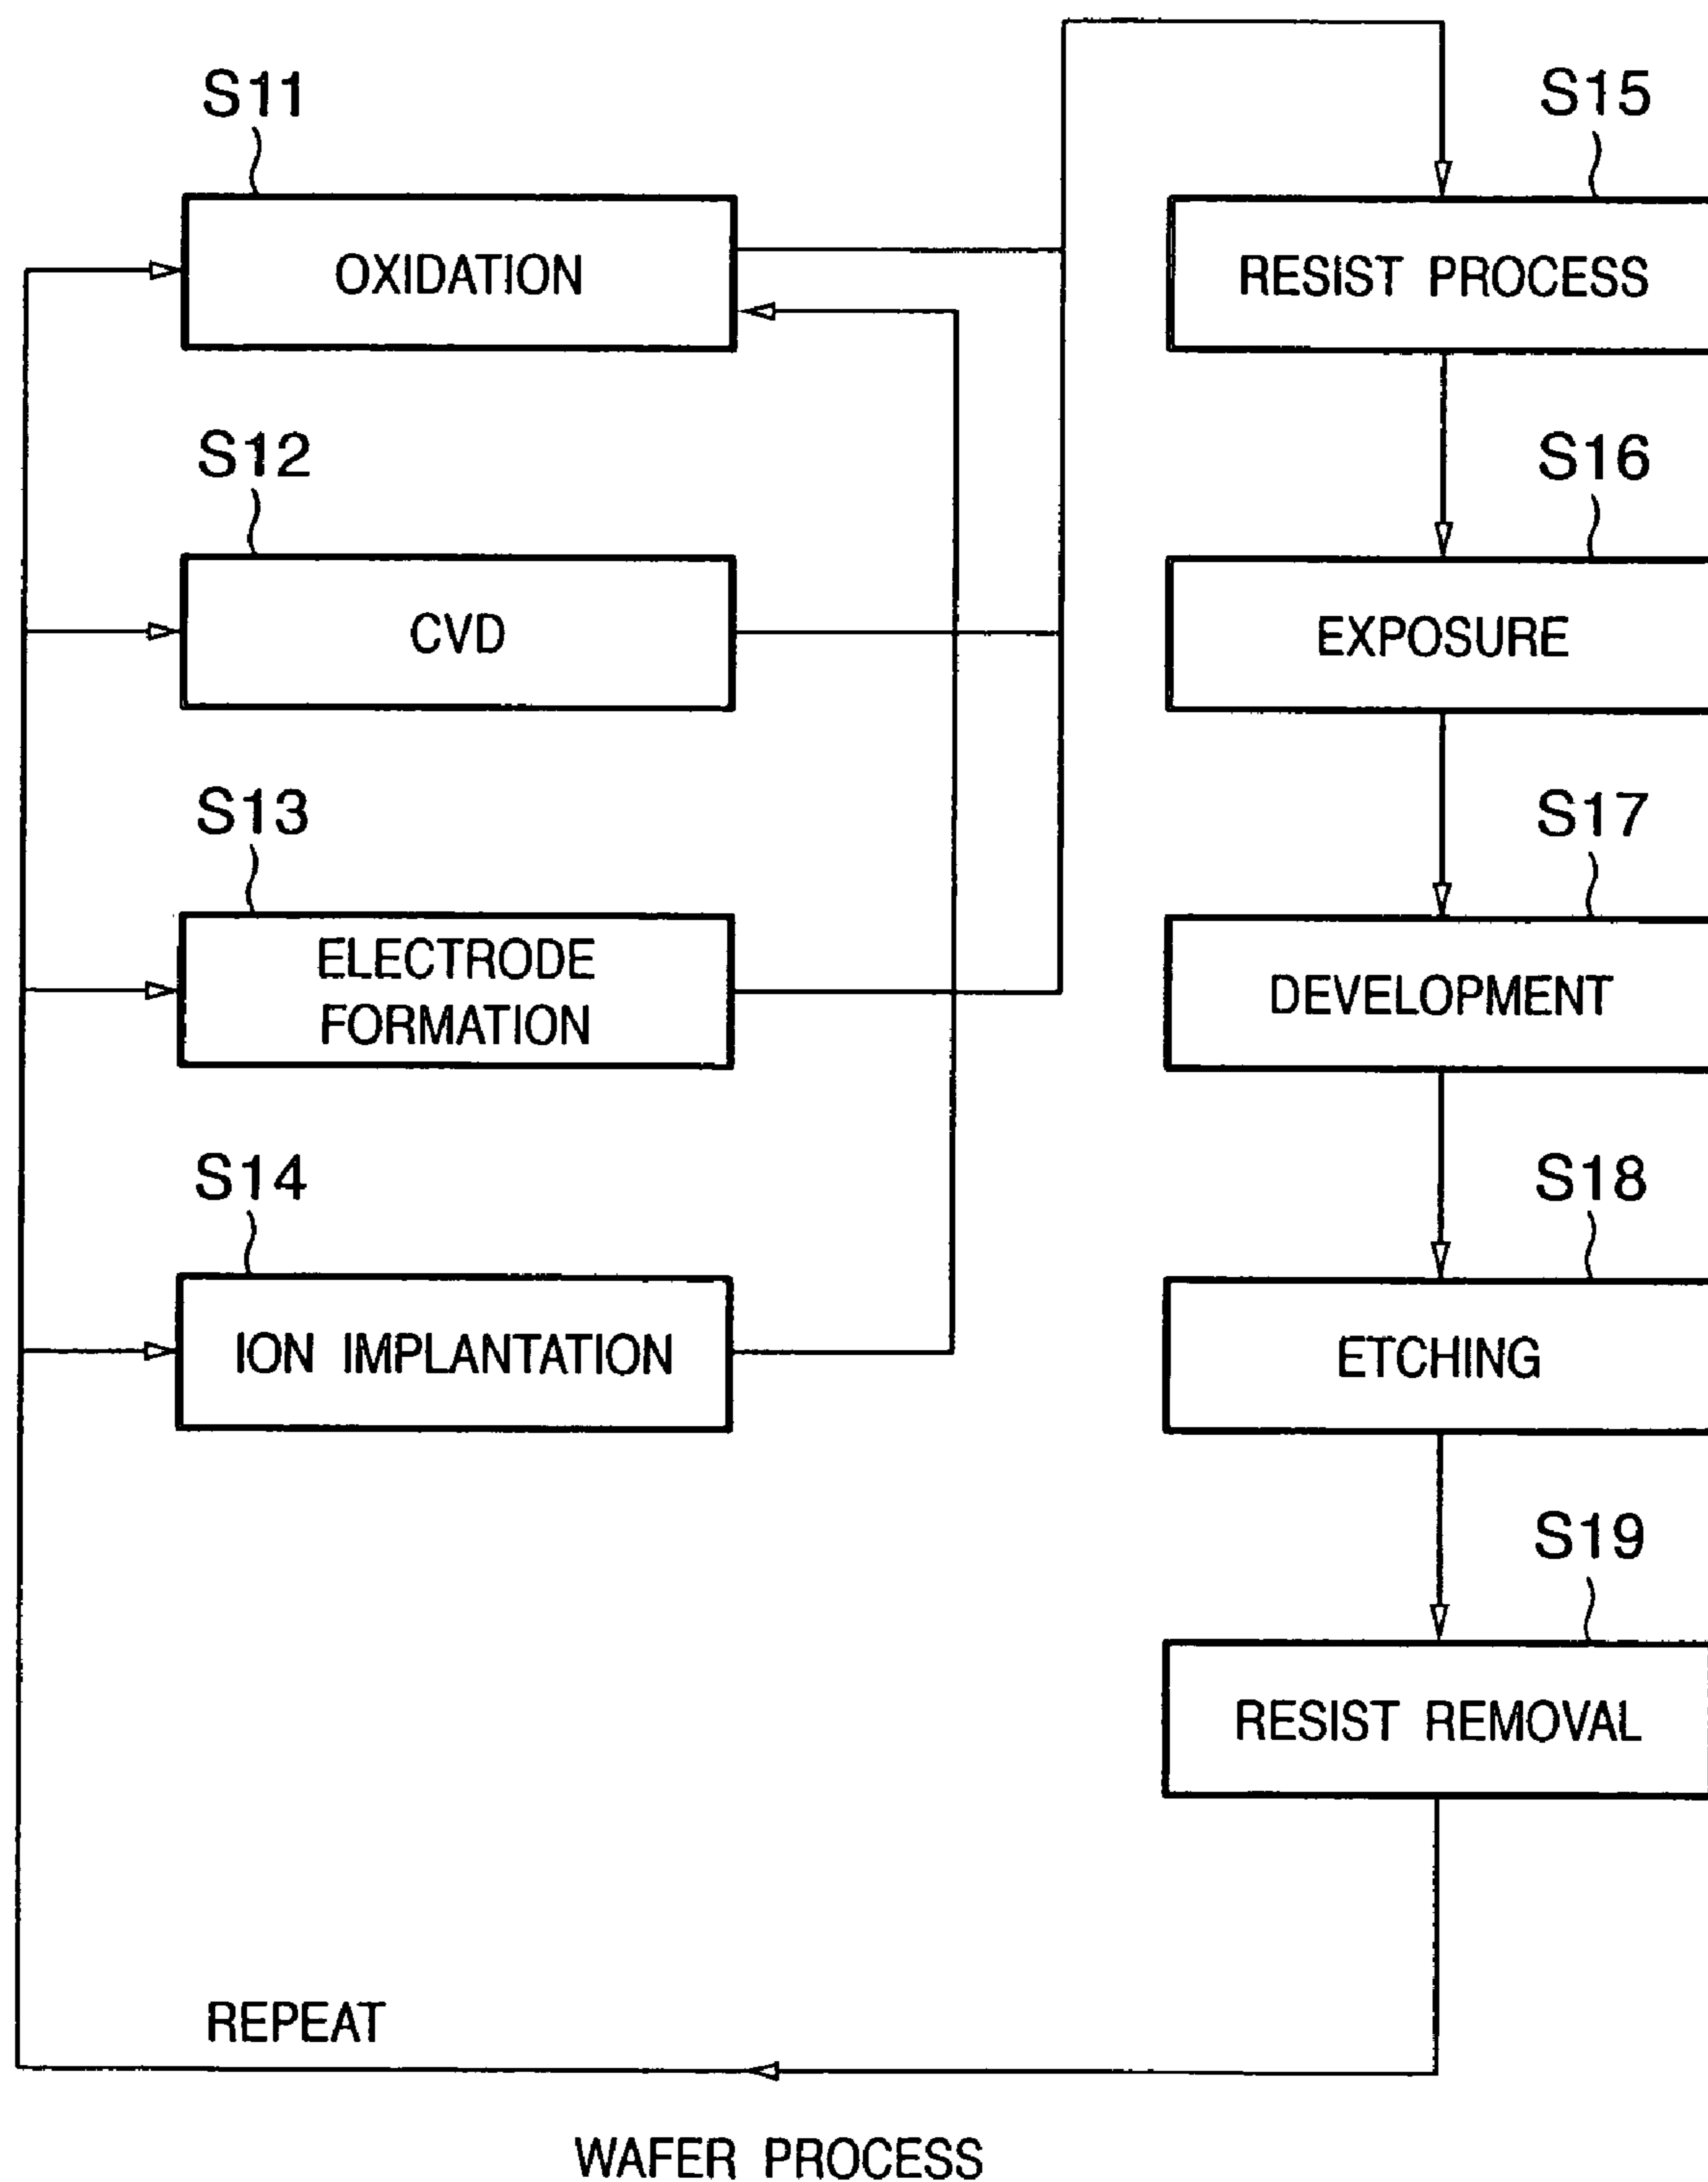 S11
OXIDATION
S12
CVD
S13
ELECTRODE
FORMATION
S14
ION IMPLANTATION
S15
RESIST PROCESS
S16
EXPOSURE
S17
DEVELOPMENT
S18
ETCHING
S19
RESIST REMOVAL
REPEAT
WAFER PROCESS